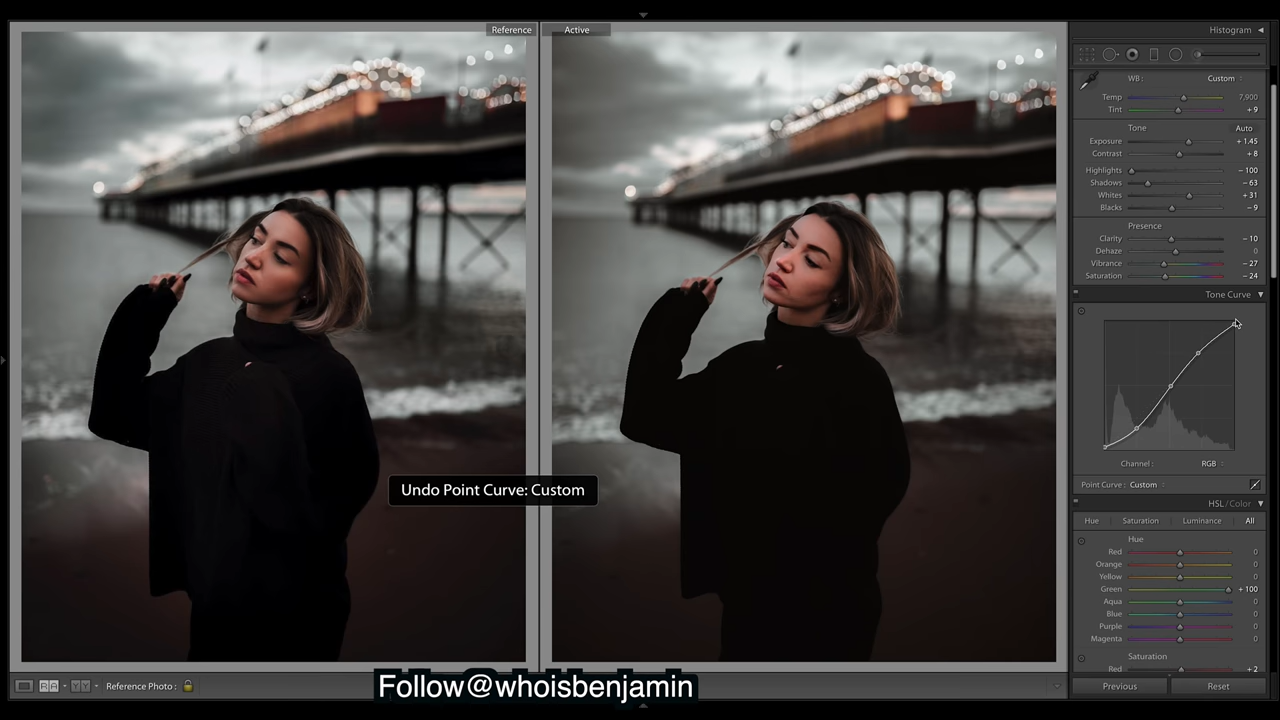 Reference
Active
Histogram
WB :
Custom
Temp
7,900
Tint
+ 9
Tone
Auto
Exposure
+ 1.45
Contrast
+ 8
Highlights
– 100
Shadows
– 63
Whites
+ 31
Blacks
– 9
Presence
Clarity
– 10
Dehaze
0
Vibrance
– 27
Saturation
– 24
Tone Curve
Channel :
RGB
Point Curve : Custom
HSL / Color
Hue
Saturation
Luminance
All
Hue
Red
0
Orange
0
Yellow
0
Green
+ 100
Aqua
0
Blue
0
Purple
0
Magenta
0
Saturation
Red
+ 2
Undo Point Curve: Custom
Reference Photo :
Previous
Reset
Follow@whoisbenjamin